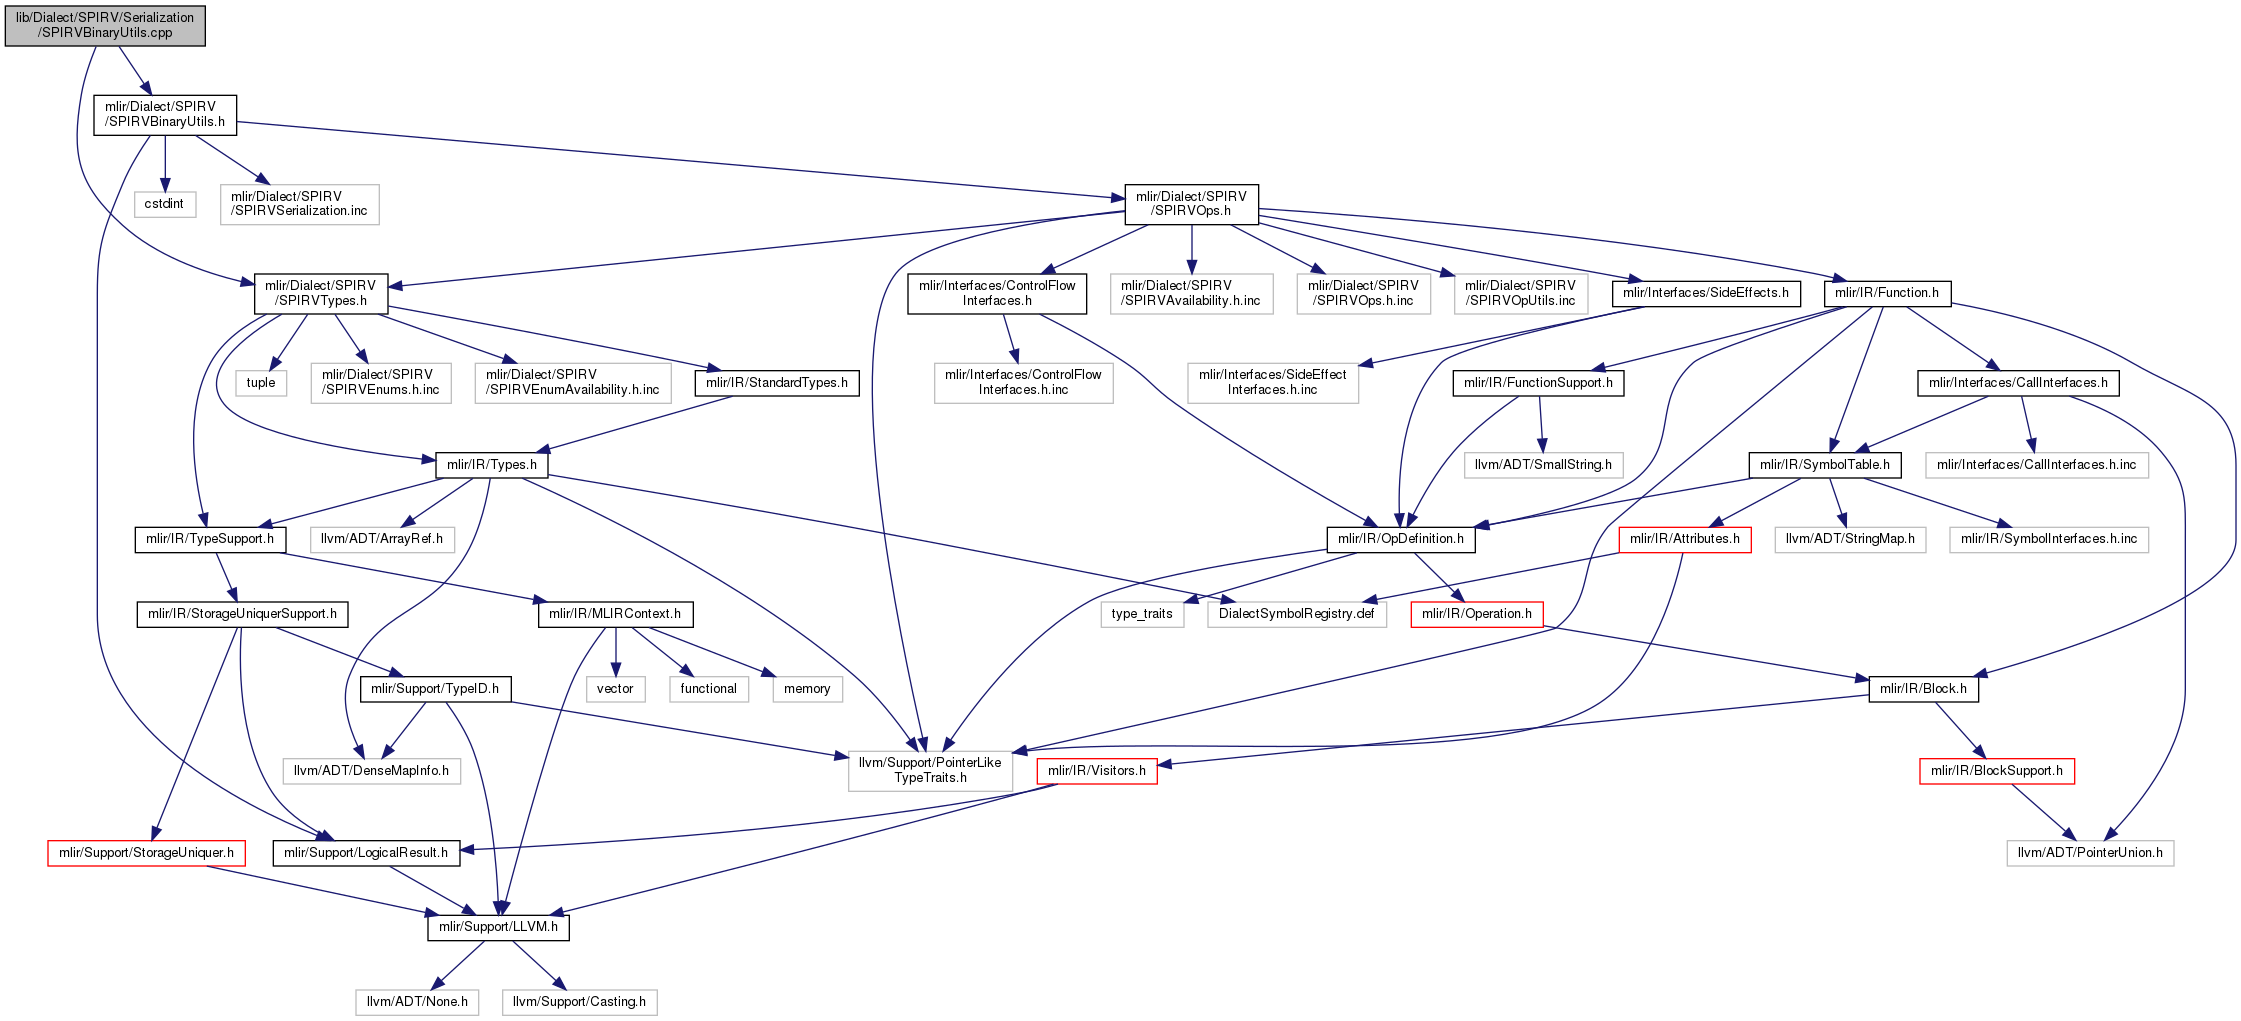 lib/Dialect/SPIRV/Serialization
/SPIRVBinaryUtils.cpp
mlir/Dialect/SPIRV
/SPIRVBinaryUtils.h
cstdint
mlir/Dialect/SPIRV
/SPIRVSerialization.inc
mlir/Dialect/SPIRV
/SPIRVOps.h
mlir/Dialect/SPIRV
/SPIRVTypes.h
mlir/Interfaces/ControlFlow
Interfaces.h
mlir/Dialect/SPIRV
/SPIRVAvailability.h.inc
mlir/Dialect/SPIRV
/SPIRVOps.h.inc
mlir/Dialect/SPIRV
/SPIRVOpUtils.inc
mlir/Interfaces/SideEffects.h
mlir/IR/Function.h
tuple
mlir/Dialect/SPIRV
/SPIRVEnums.h.inc
mlir/Dialect/SPIRV
/SPIRVEnumAvailability.h.inc
mlir/IR/StandardTypes.h
mlir/Interfaces/ControlFlow
Interfaces.h.inc
mlir/Interfaces/SideEffect
Interfaces.h.inc
mlir/IR/FunctionSupport.h
mlir/Interfaces/CallInterfaces.h
mlir/IR/Types.h
llvm/ADT/SmallString.h
mlir/IR/SymbolTable.h
mlir/Interfaces/CallInterfaces.h.inc
mlir/IR/TypeSupport.h
llvm/ADT/ArrayRef.h
mlir/IR/OpDefinition.h
mlir/IR/Attributes.h
llvm/ADT/StringMap.h
mlir/IR/SymbolInterfaces.h.inc
mlir/IR/StorageUniquerSupport.h
mlir/IR/MLIRContext.h
type_traits
DialectSymbolRegistry.def
mlir/IR/Operation.h
mlir/Support/TypeID.h
vector
functional
memory
mlir/IR/Block.h
llvm/ADT/DenseMapInfo.h
llvm/Support/PointerLike
TypeTraits.h
mlir/IR/Visitors.h
mlir/IR/BlockSupport.h
mlir/Support/StorageUniquer.h
mlir/Support/LogicalResult.h
llvm/ADT/PointerUnion.h
mlir/Support/LLVM.h
llvm/ADT/None.h
llvm/Support/Casting.h